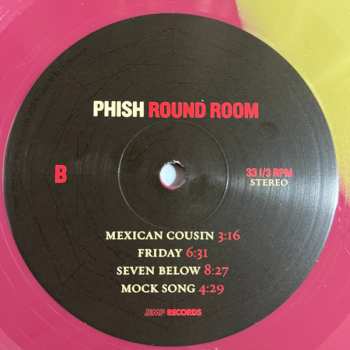 PHISH ROUND ROOM
B
33 1/3 RPM
STEREO
MEXICAN COUSIN 3:16
FRIDAY 6:31
SEVEN BELOW 8:27
MOCK SONG 4:29
JEMP RECORDS